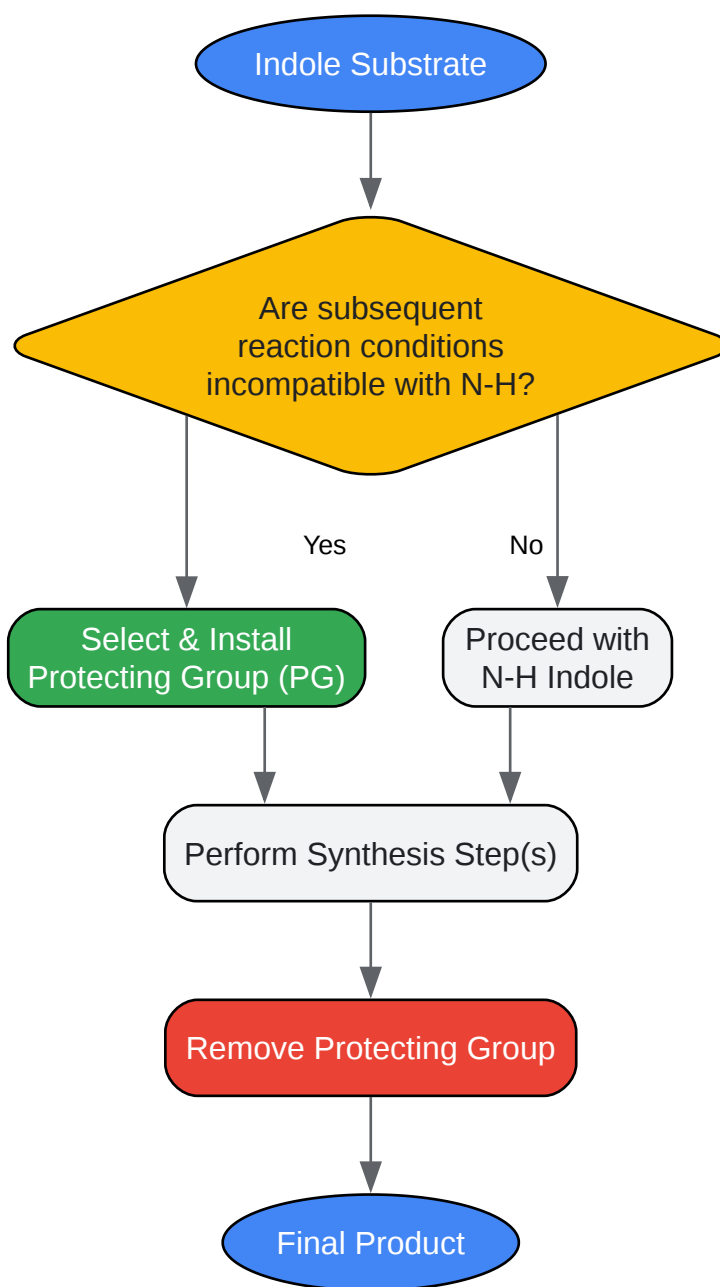 Indole Substrate
Are subsequent
reaction conditions
incompatible with N-H?
Yes
No
Select & Install
Protecting Group (PG)
Proceed with
N-H Indole
Perform Synthesis Step(s)
Remove Protecting Group
Final Product